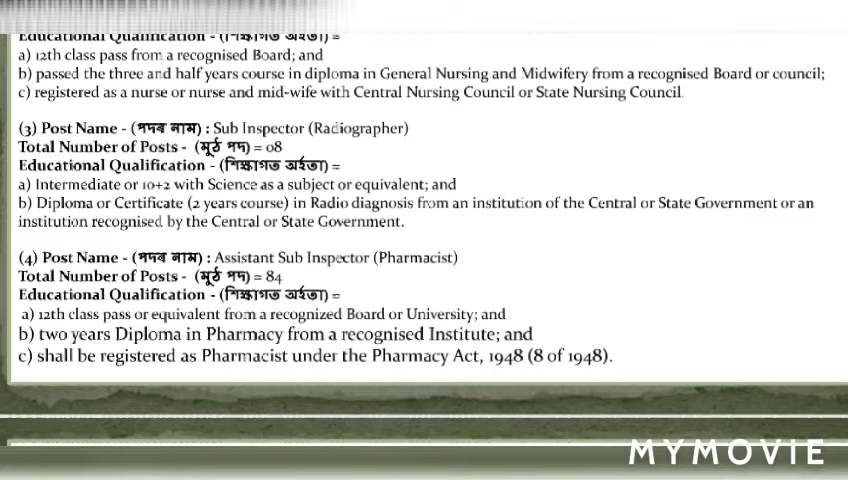 Educational Qualification - (শিক্ষাগত অৰ্হতা) =
a) 12th class pass from a recognised Board; and
b) passed the three and half years course in diploma in General Nursing and Midwifery from a recognised Board or council;
c) registered as a nurse or nurse and mid-wife with Central Nursing Council or State Nursing Council.
(3) Post Name - (পদৰ নাম) : Sub Inspector (Radiographer)
Total Number of Posts - (মুঠ পদ) = 08
Educational Qualification - (শিক্ষাগত অৰ্হতা) =
a) Intermediate or 10+2 with Science as a subject or equivalent; and
b) Diploma or Certificate (2 years course) in Radio diagnosis from an institution of the Central or State Government or an
institution recognised by the Central or State Government.
(4) Post Name - (পদৰ নাম) : Assistant Sub Inspector (Pharmacist)
Total Number of Posts - (মুঠ পদ) = 84
Educational Qualification - (শিক্ষাগত অৰ্হতা) =
a) 12th class pass or equivalent from a recognized Board or University; and
b) two years Diploma in Pharmacy from a recognised Institute; and
c) shall be registered as Pharmacist under the Pharmacy Act, 1948 (8 of 1948).
MYMOVIE